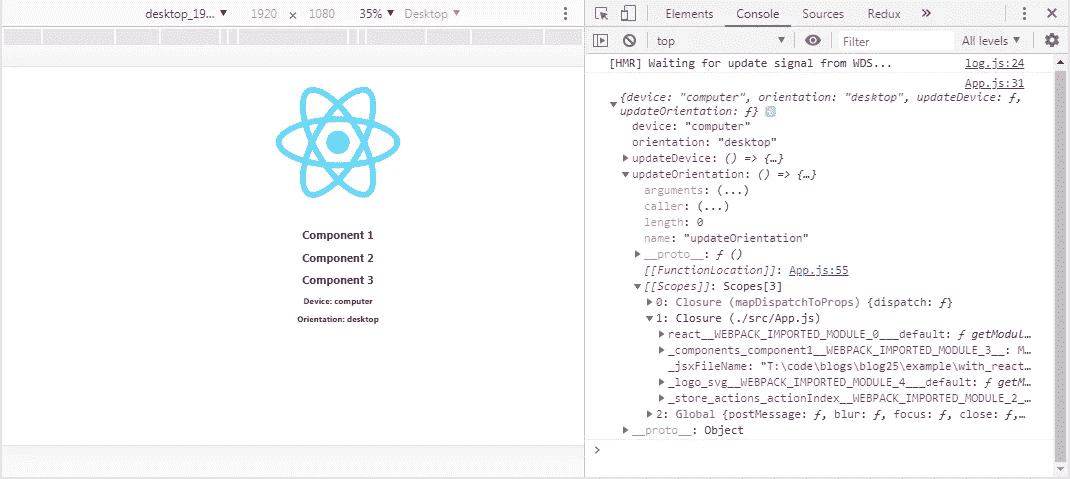 desktop_19... ▼ 1920 × 1080 35% ▼ Desktop ▼
Component 1
Component 2
Component 3
Device: computer
Orientation: desktop
Elements Console Sources Redux »
top ▼ Filter All levels ▼
[HMR] Waiting for update signal from WDS... log.js:24
App.js:31
{device: "computer", orientation: "desktop", updateDevice: ƒ,
updateOrientation: ƒ} i
device: "computer"
orientation: "desktop"
updateDevice: () => {…}
updateOrientation: () => {…}
arguments: (...)
caller: (...)
length: 0
name: "updateOrientation"
__proto__: ƒ ()
[[FunctionLocation]]: App.js:55
[[Scopes]]: Scopes[3]
0: Closure (mapDispatchToProps) {dispatch: ƒ}
1: Closure (./src/App.js)
react__WEBPACK_IMPORTED_MODULE_0___default: ƒ getModul…
_components_component1__WEBPACK_IMPORTED_MODULE_3__: M…
_jsxFileName: "T:\code\blogs\blog25\example\with_react…
_logo_svg__WEBPACK_IMPORTED_MODULE_4___default: ƒ getM…
_store_actions_actionIndex__WEBPACK_IMPORTED_MODULE_2_…
2: Global {postMessage: ƒ, blur: ƒ, focus: ƒ, close: ƒ,…
__proto__: Object
>